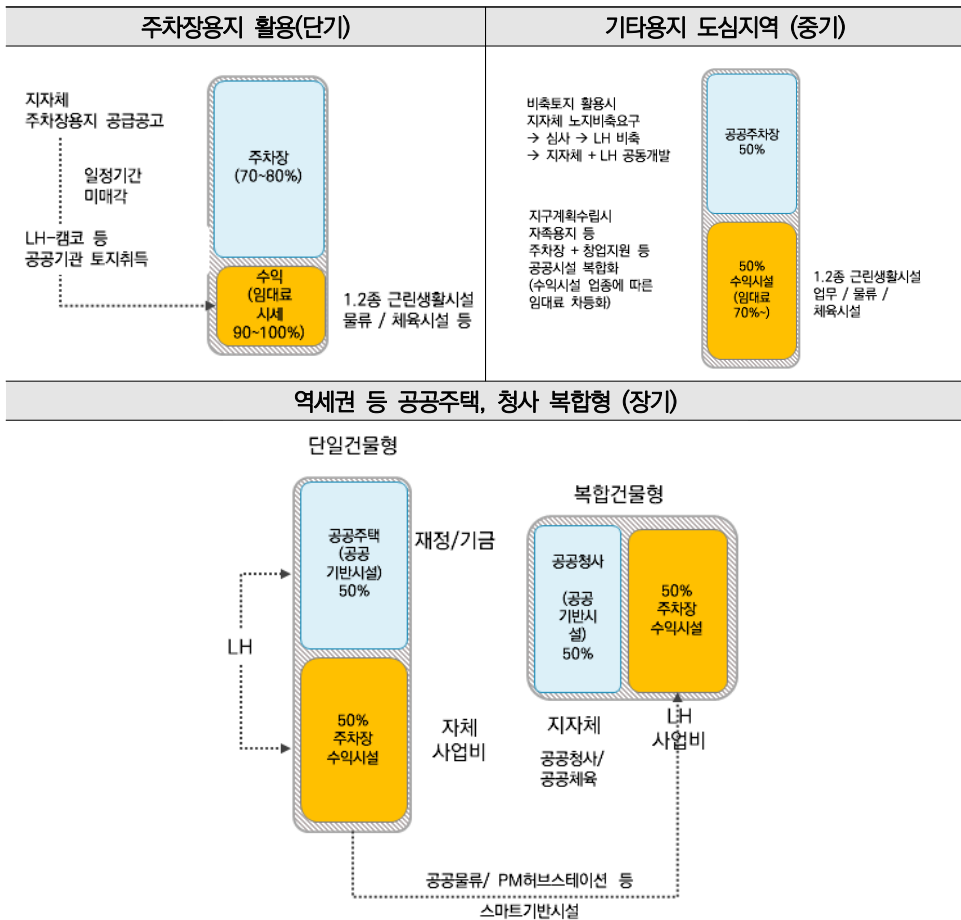 주차장용지 활용(단기)
기타용지 도심지역 (중기)
지자체
주차장용지 공급공고
일정기간
미매각
LH-캠코 등
공공기관 토지취득
주차장
(70~80%)
수익
(임대료
시세
90~100%)
1.2종 근린생활시설
물류 / 체육시설 등
비축토지 활용시
지자체 노지비축요구
→ 심사 → LH 비축
→ 지자체 + LH 공동개발
지구계획수립시
자족용지 등
주차장 + 창업지원 등
공공시설 복합화
(수익시설 업종에 따른
임대료 차등화)
공공주차장
50%
50%
수익시설
(임대료
70%~)
1.2종 근린생활시설
업무 / 물류 /
체육시설
역세권 등 공공주택, 청사 복합형 (장기)
단일건물형
공공주택
(공공
기반시설)
50%
재정/기금
LH
50%
주차장
수익시설
자체
사업비
복합건물형
공공청사
(공공
기반시
설)
50%
50%
주차장
수익시설
지자체
공공청사/
공공체육
LH
사업비
공공물류/ PM허브스테이션 등
스마트기반시설